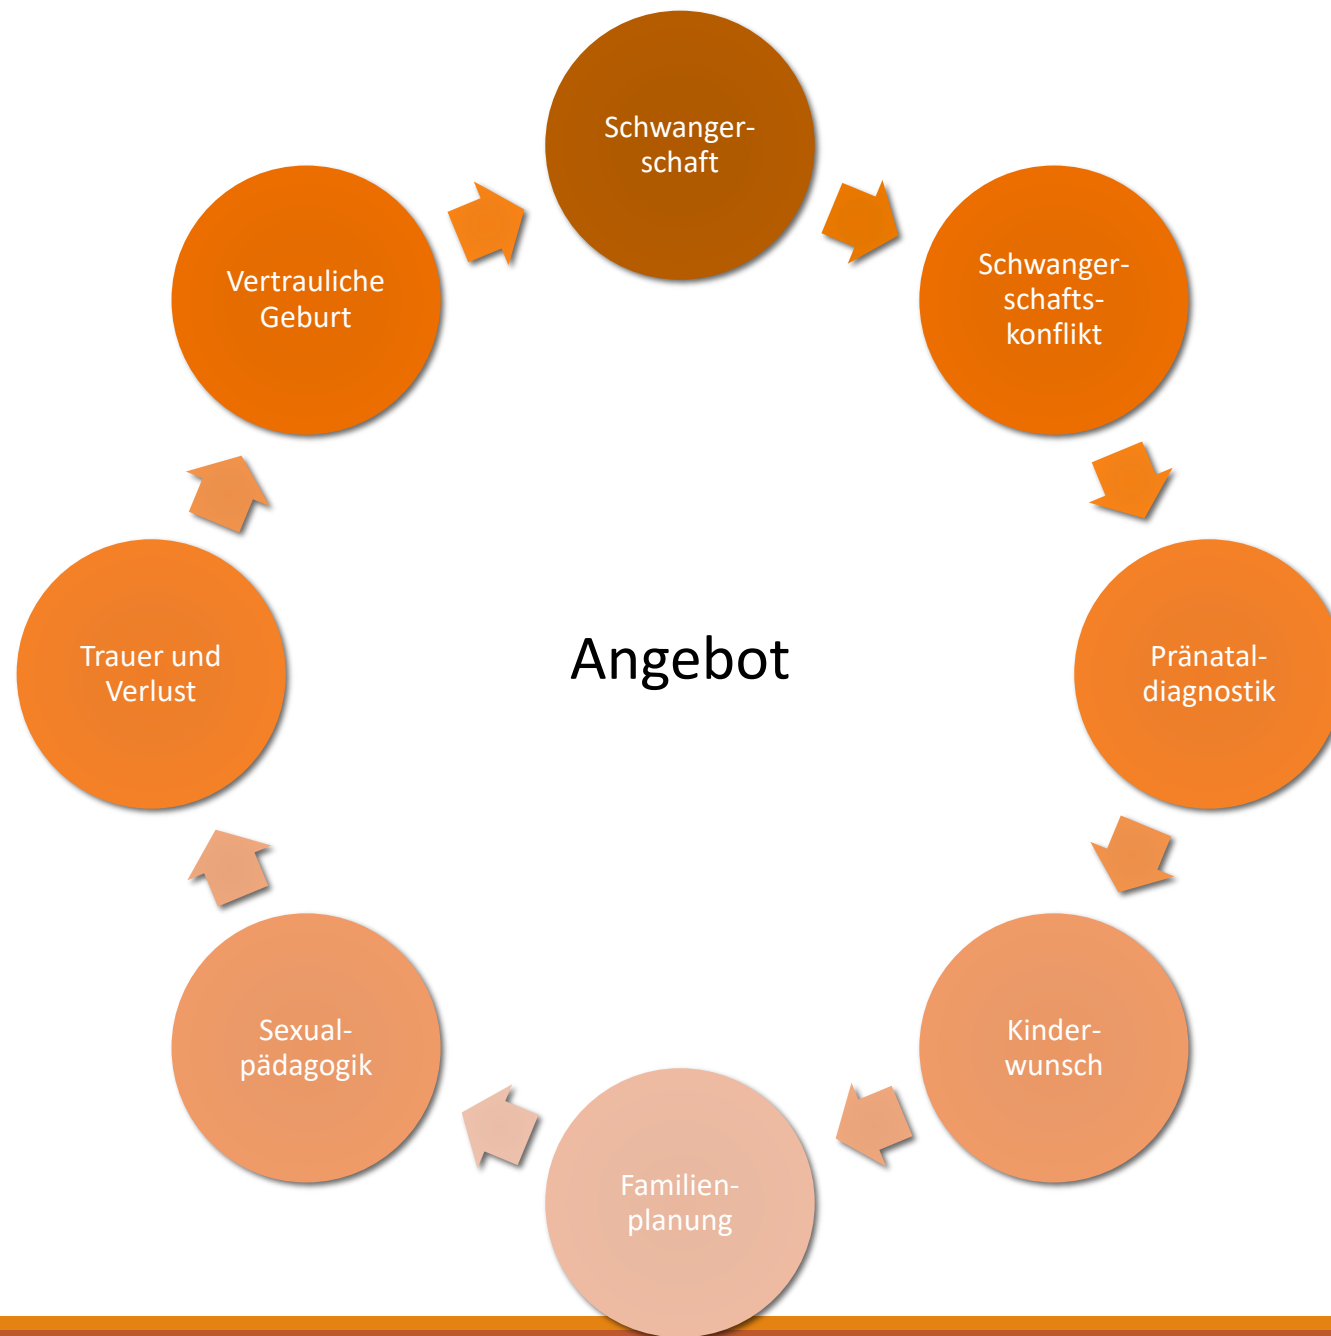 Schwanger-
schaft
Schwanger-
schafts-
konflikt
Pränatal-
diagnostik
Kinder-
wunsch
Familien-
planung
Sexual-
pädagogik
Trauer und
Verlust
Vertrauliche
Geburt
Angebot